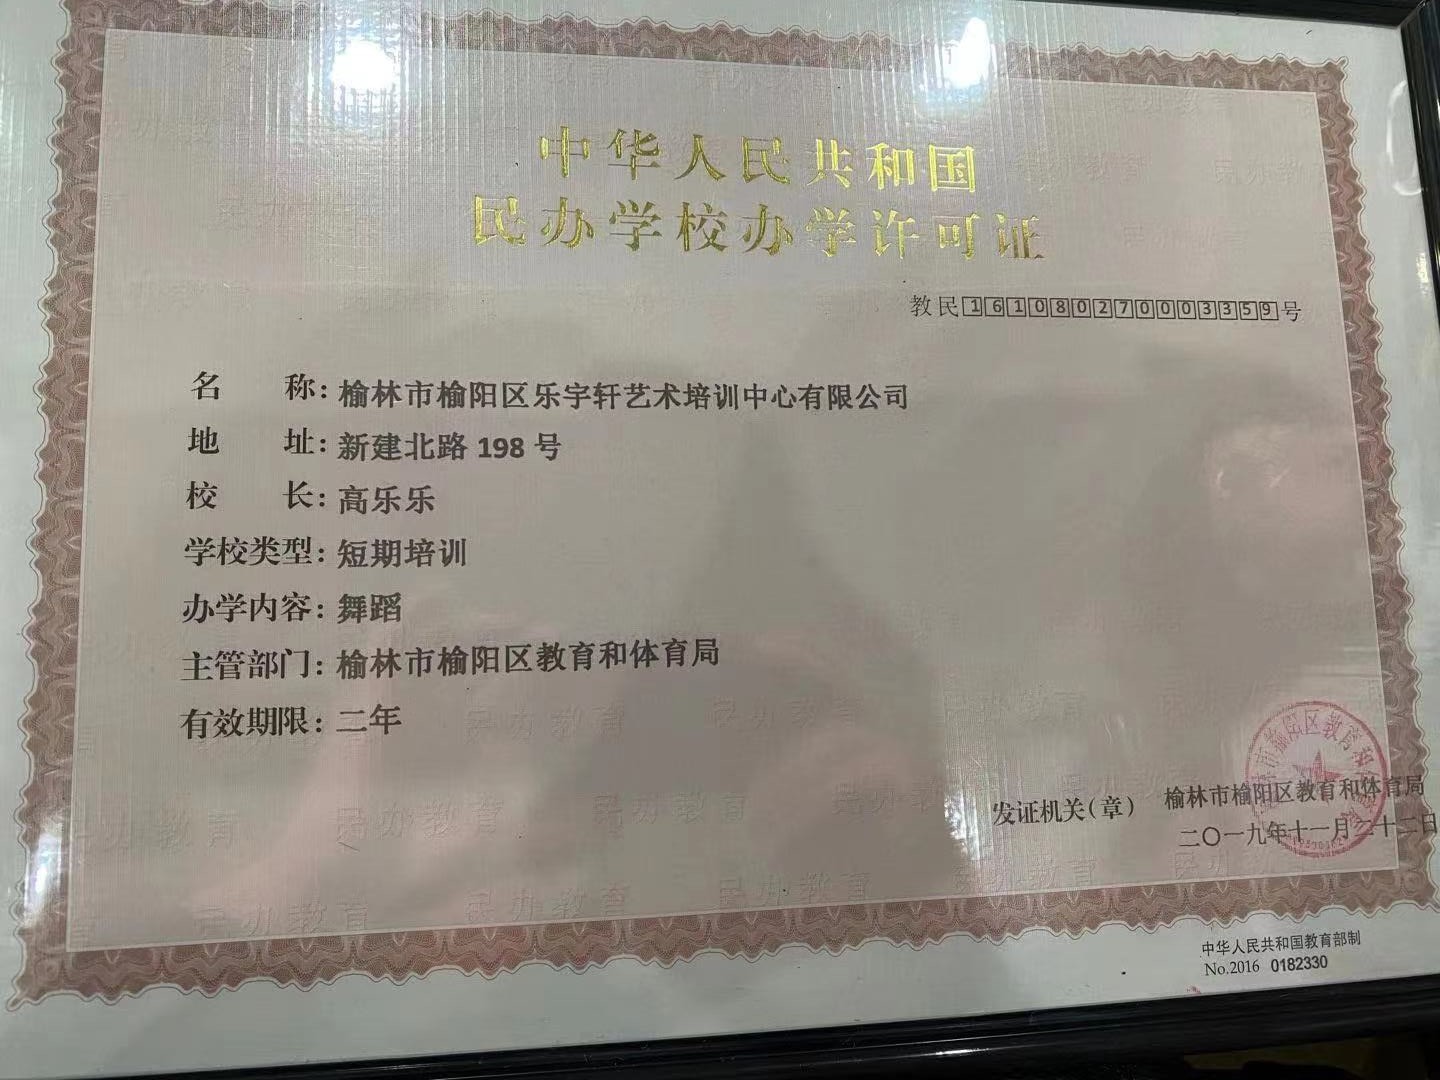 中华人民共和国
民办学校办学许可证
教民161080270003359号
名 称：榆林市榆阳区乐宇轩艺术培训中心有限公司
地 址：新建北路 198 号
校 长：高乐乐
学校类型：短期培训
办学内容：舞蹈
主管部门：榆林市榆阳区教育和体育局
有效期限：二年
发证机关（章） 榆林市榆阳区教育和体育局
二〇一九年十一月二十二日
中华人民共和国教育部制
No.2016 0182330